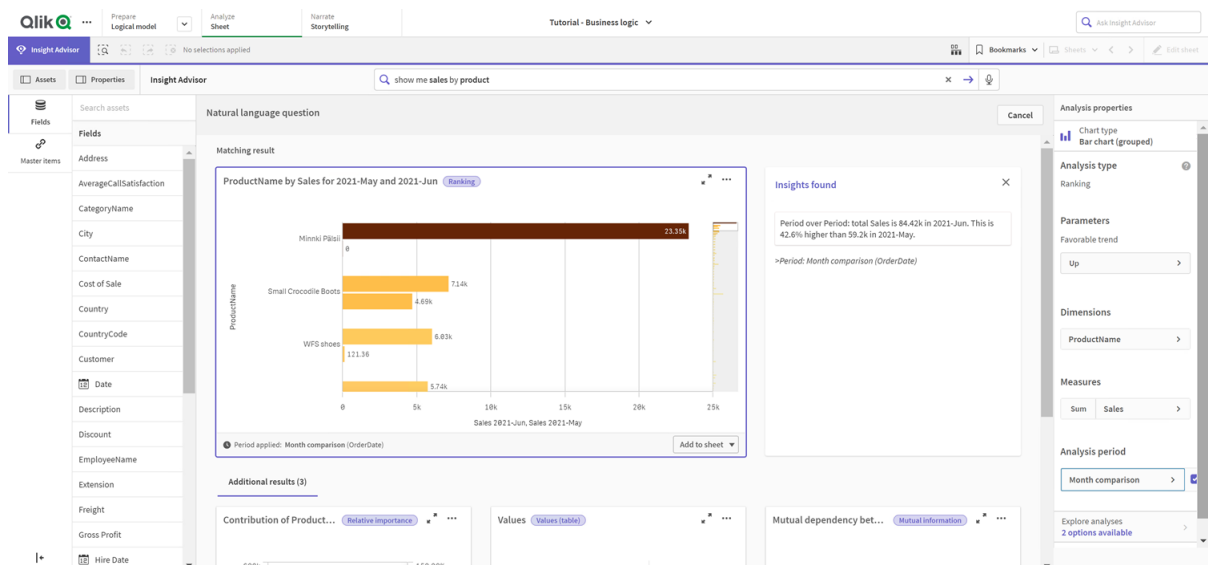 Qlik
Prepare
Logical model
Analyze
Sheet
Narrate
Storytelling
Tutorial - Business logic
Ask Insight Advisor
Insight Advisor
No selections applied
Bookmarks
Sheets
Edit sheet
Assets
Properties
Insight Advisor
show me sales by product
Fields
Master items
Search assets
Fields
Address
AverageCallSatisfaction
CategoryName
City
ContactName
Cost of Sale
Country
CountryCode
Customer
Date
Description
Discount
EmployeeName
Extension
Freight
Gross Profit
Hire Date
Natural language question
Cancel
Matching result
ProductName by Sales for 2021-May and 2021-Jun Ranking
ProductName
Minnki Pälsii
23.35k
0
Small Crocodile Boots
7.14k
4.69k
WFS shoes
6.03k
121.36
5.74k
0 5k 10k 15k 20k 25k
Sales 2021-Jun, Sales 2021-May
Period applied: Month comparison (OrderDate)
Add to sheet
Insights found
Period over Period: total Sales is 84.42k in 2021-Jun. This is
42.6% higher than 59.2k in 2021-May.
>Period: Month comparison (OrderDate)
Additional results (3)
Contribution of Product... Relative importance
Values Values (table)
Mutual dependency bet... Mutual information
Analysis properties
Chart type
Bar chart (grouped)
Analysis type
Ranking
Parameters
Favorable trend
Up
Dimensions
ProductName
Measures
Sum Sales
Analysis period
Month comparison
Explore analyses
2 options available